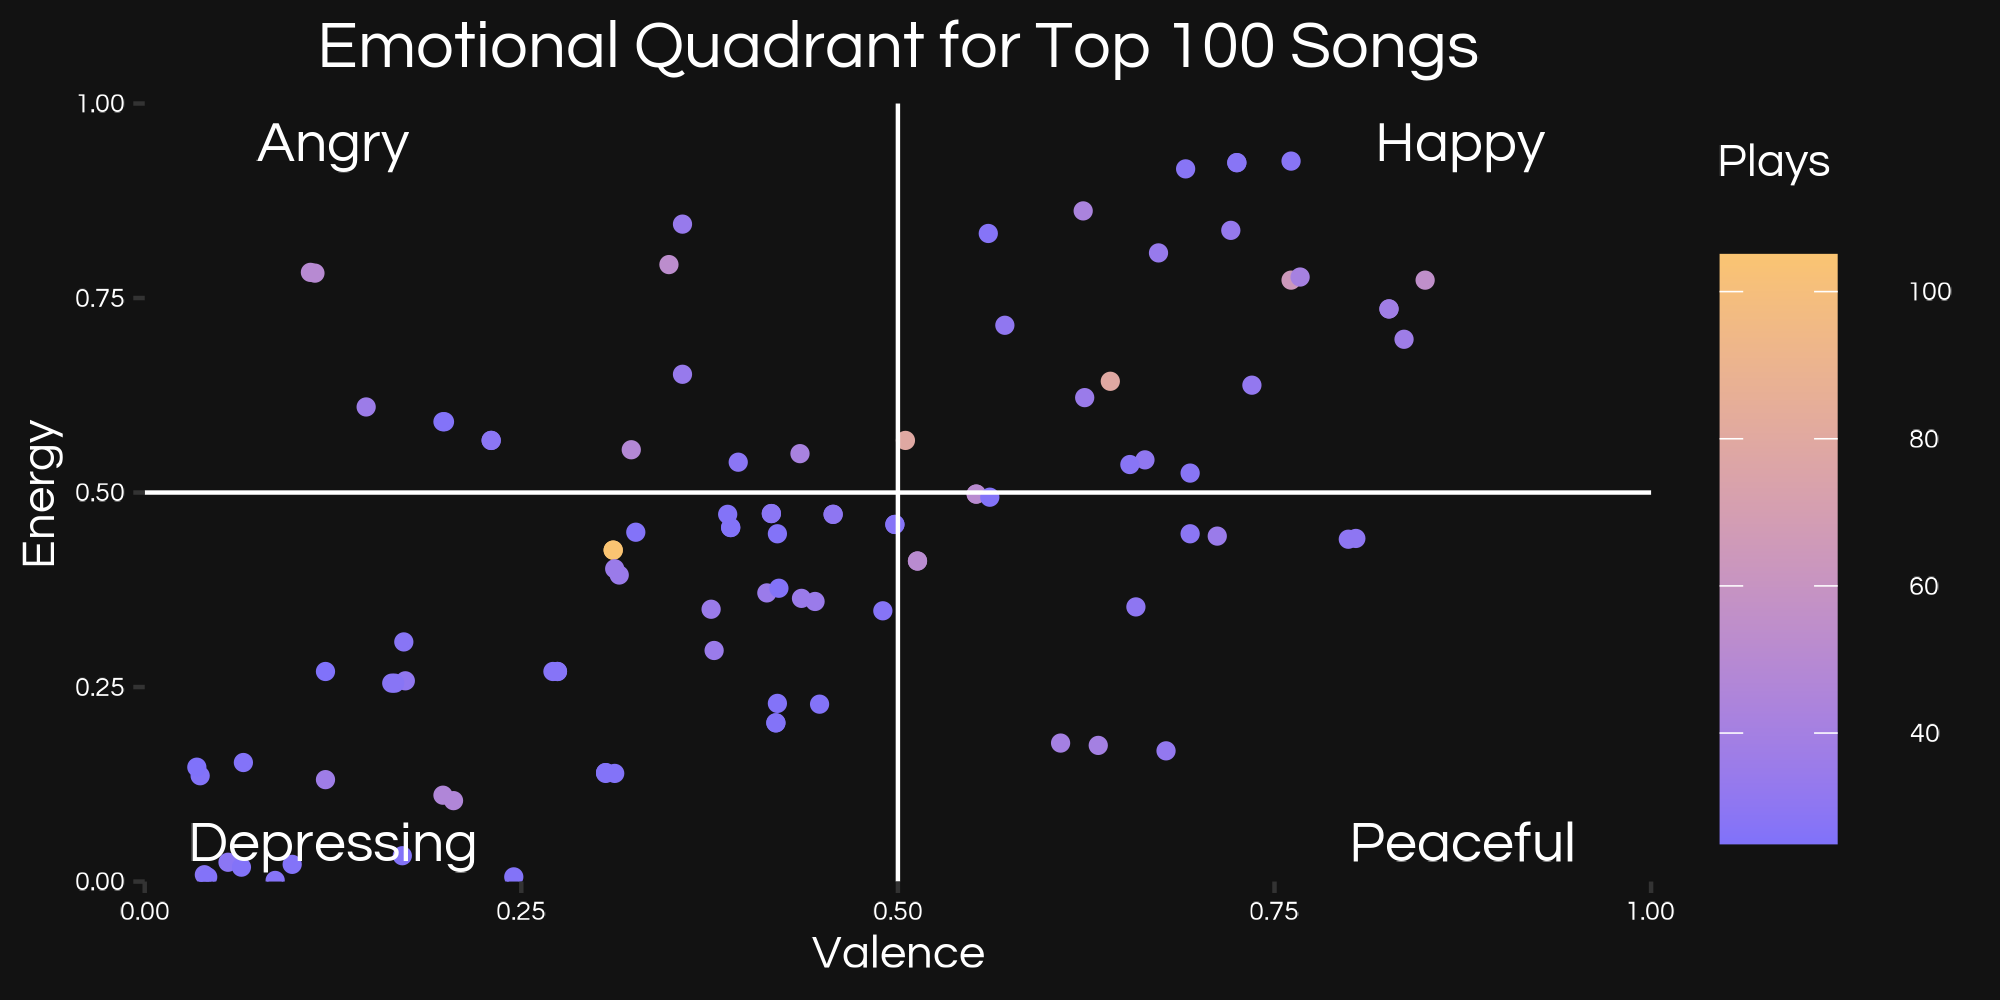 Emotional Quadrant for Top 100 Songs
1.00
Angry
Happy
Plays
0.75
100
80
Energy
0.50
60
0.25
40
Depressing
Peaceful
0.00
0.00 0.25 0.50 0.75 1.00
Valence